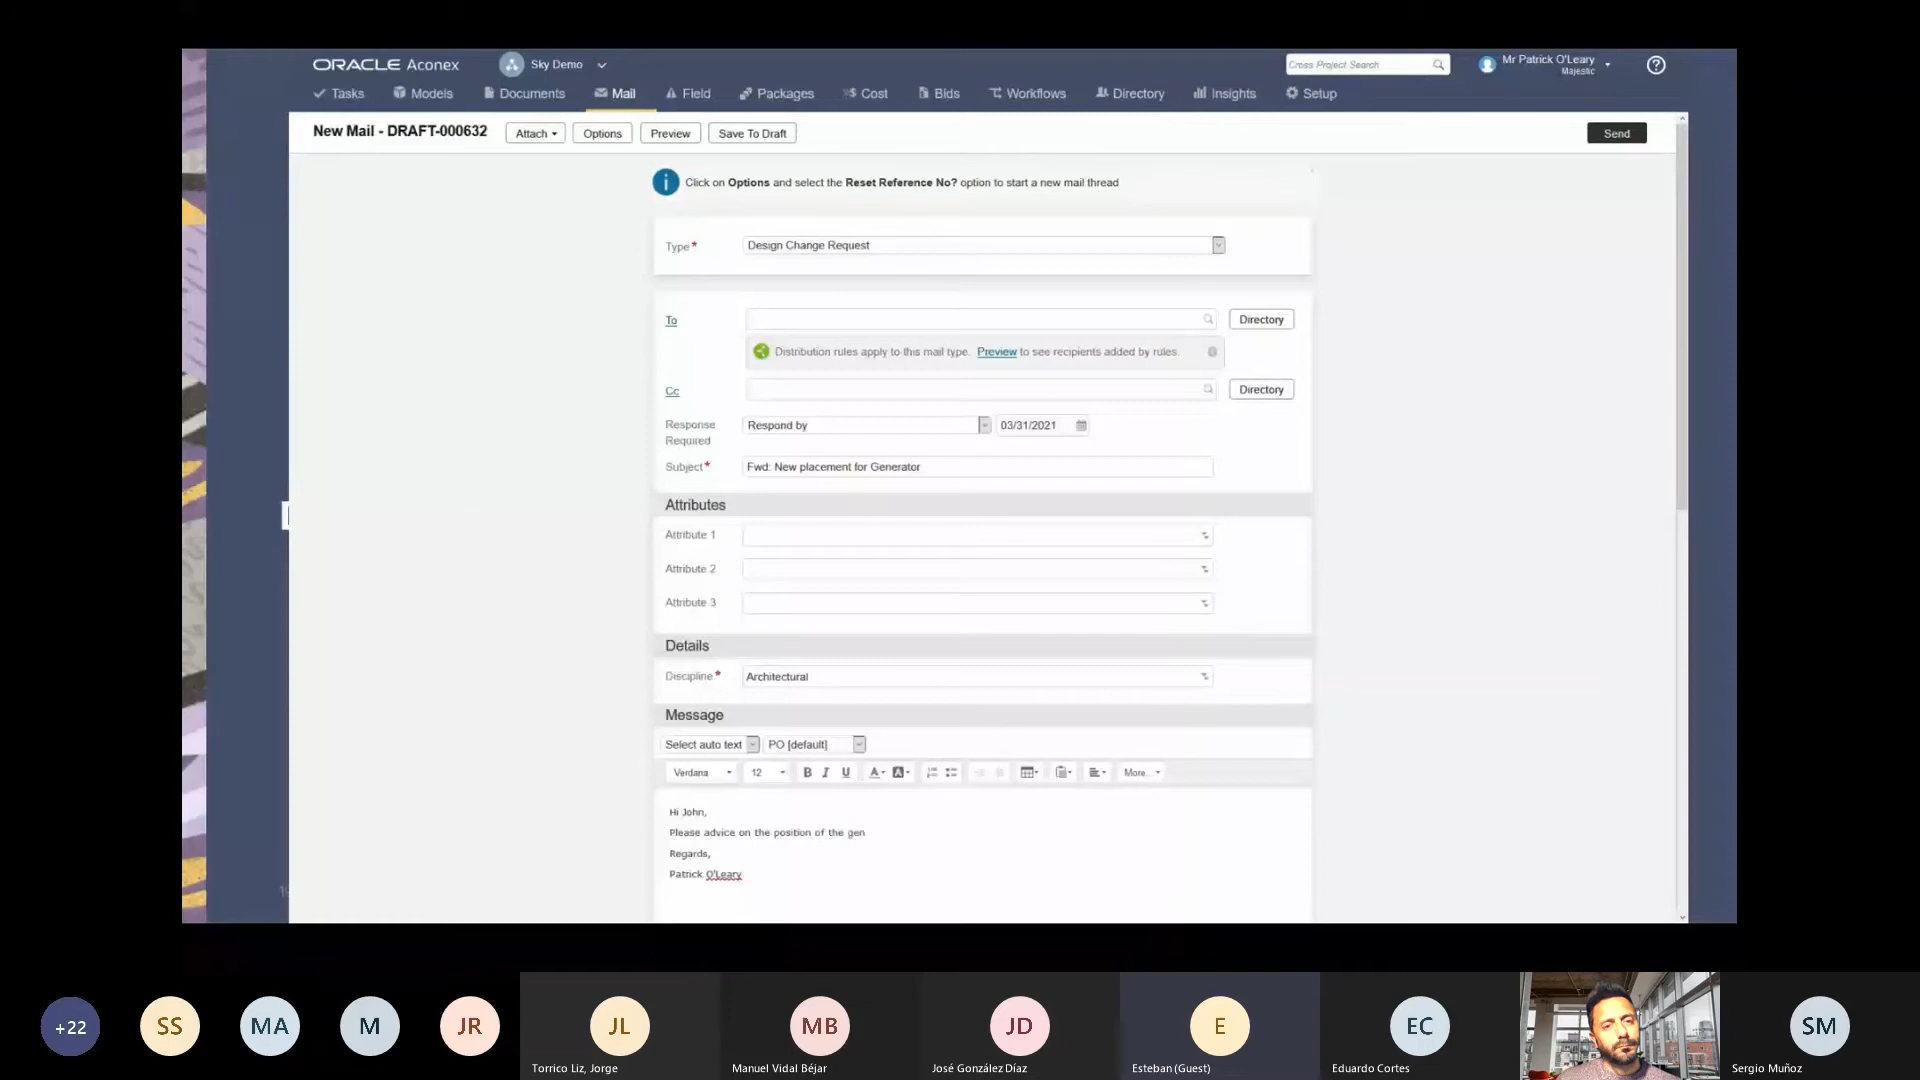 ORACLE Aconex
Sky Demo
Cross Project Search
Mr Patrick O'Leary
Majestic
Tasks
Models
Documents
Mail
Field
Packages
Cost
Bids
Workflows
Directory
Insights
Setup
New Mail - DRAFT-000632
Attach
Options
Preview
Save To Draft
Send
Click on Options and select the Reset Reference No? option to start a new mail thread
Type*
Design Change Request
To
Directory
Distribution rules apply to this mail type. Preview to see recipients added by rules.
Cc
Directory
Response Required
Respond by
03/31/2021
Subject*
Fwd: New placement for Generator
Attributes
Attribute 1
Attribute 2
Attribute 3
Details
Discipline*
Architectural
Message
Select auto text
PO [default]
Verdana
12
B I U
A
A
More...
Hi John,
Please advice on the position of the gen
Regards,
Patrick O'Leary
+22
SS
MA
M
JR
JL
MB
JD
E
EC
SM
Torrico Liz, Jorge
Manuel Vidal Béjar
José González Díaz
Esteban (Guest)
Eduardo Cortes
Sergio Muñoz